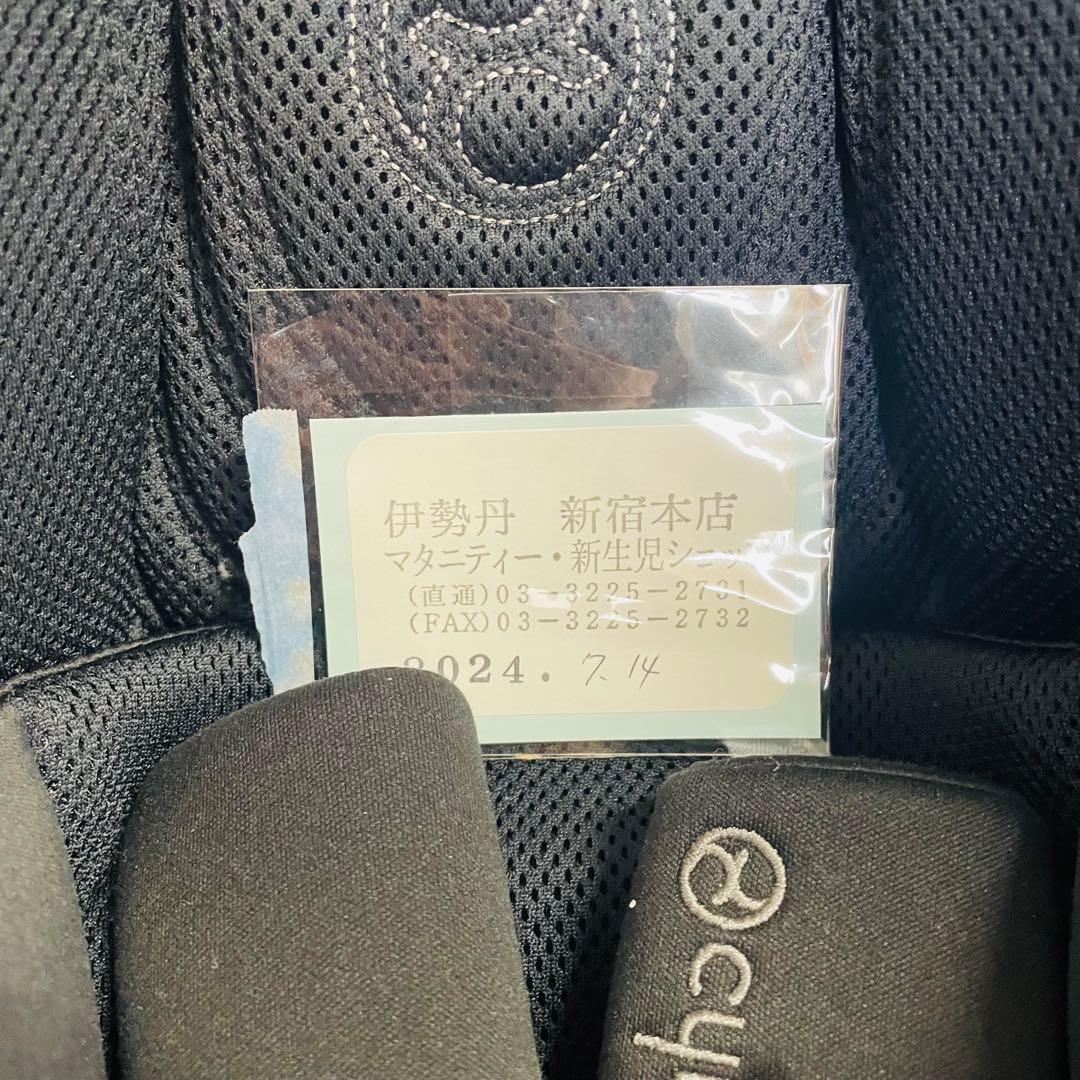 伊勢丹 新宿本店
マタニティー・新生児ショッ
(直通)03-3225-2731
(FAX)03-3225-2732
2024. 7.14
cy